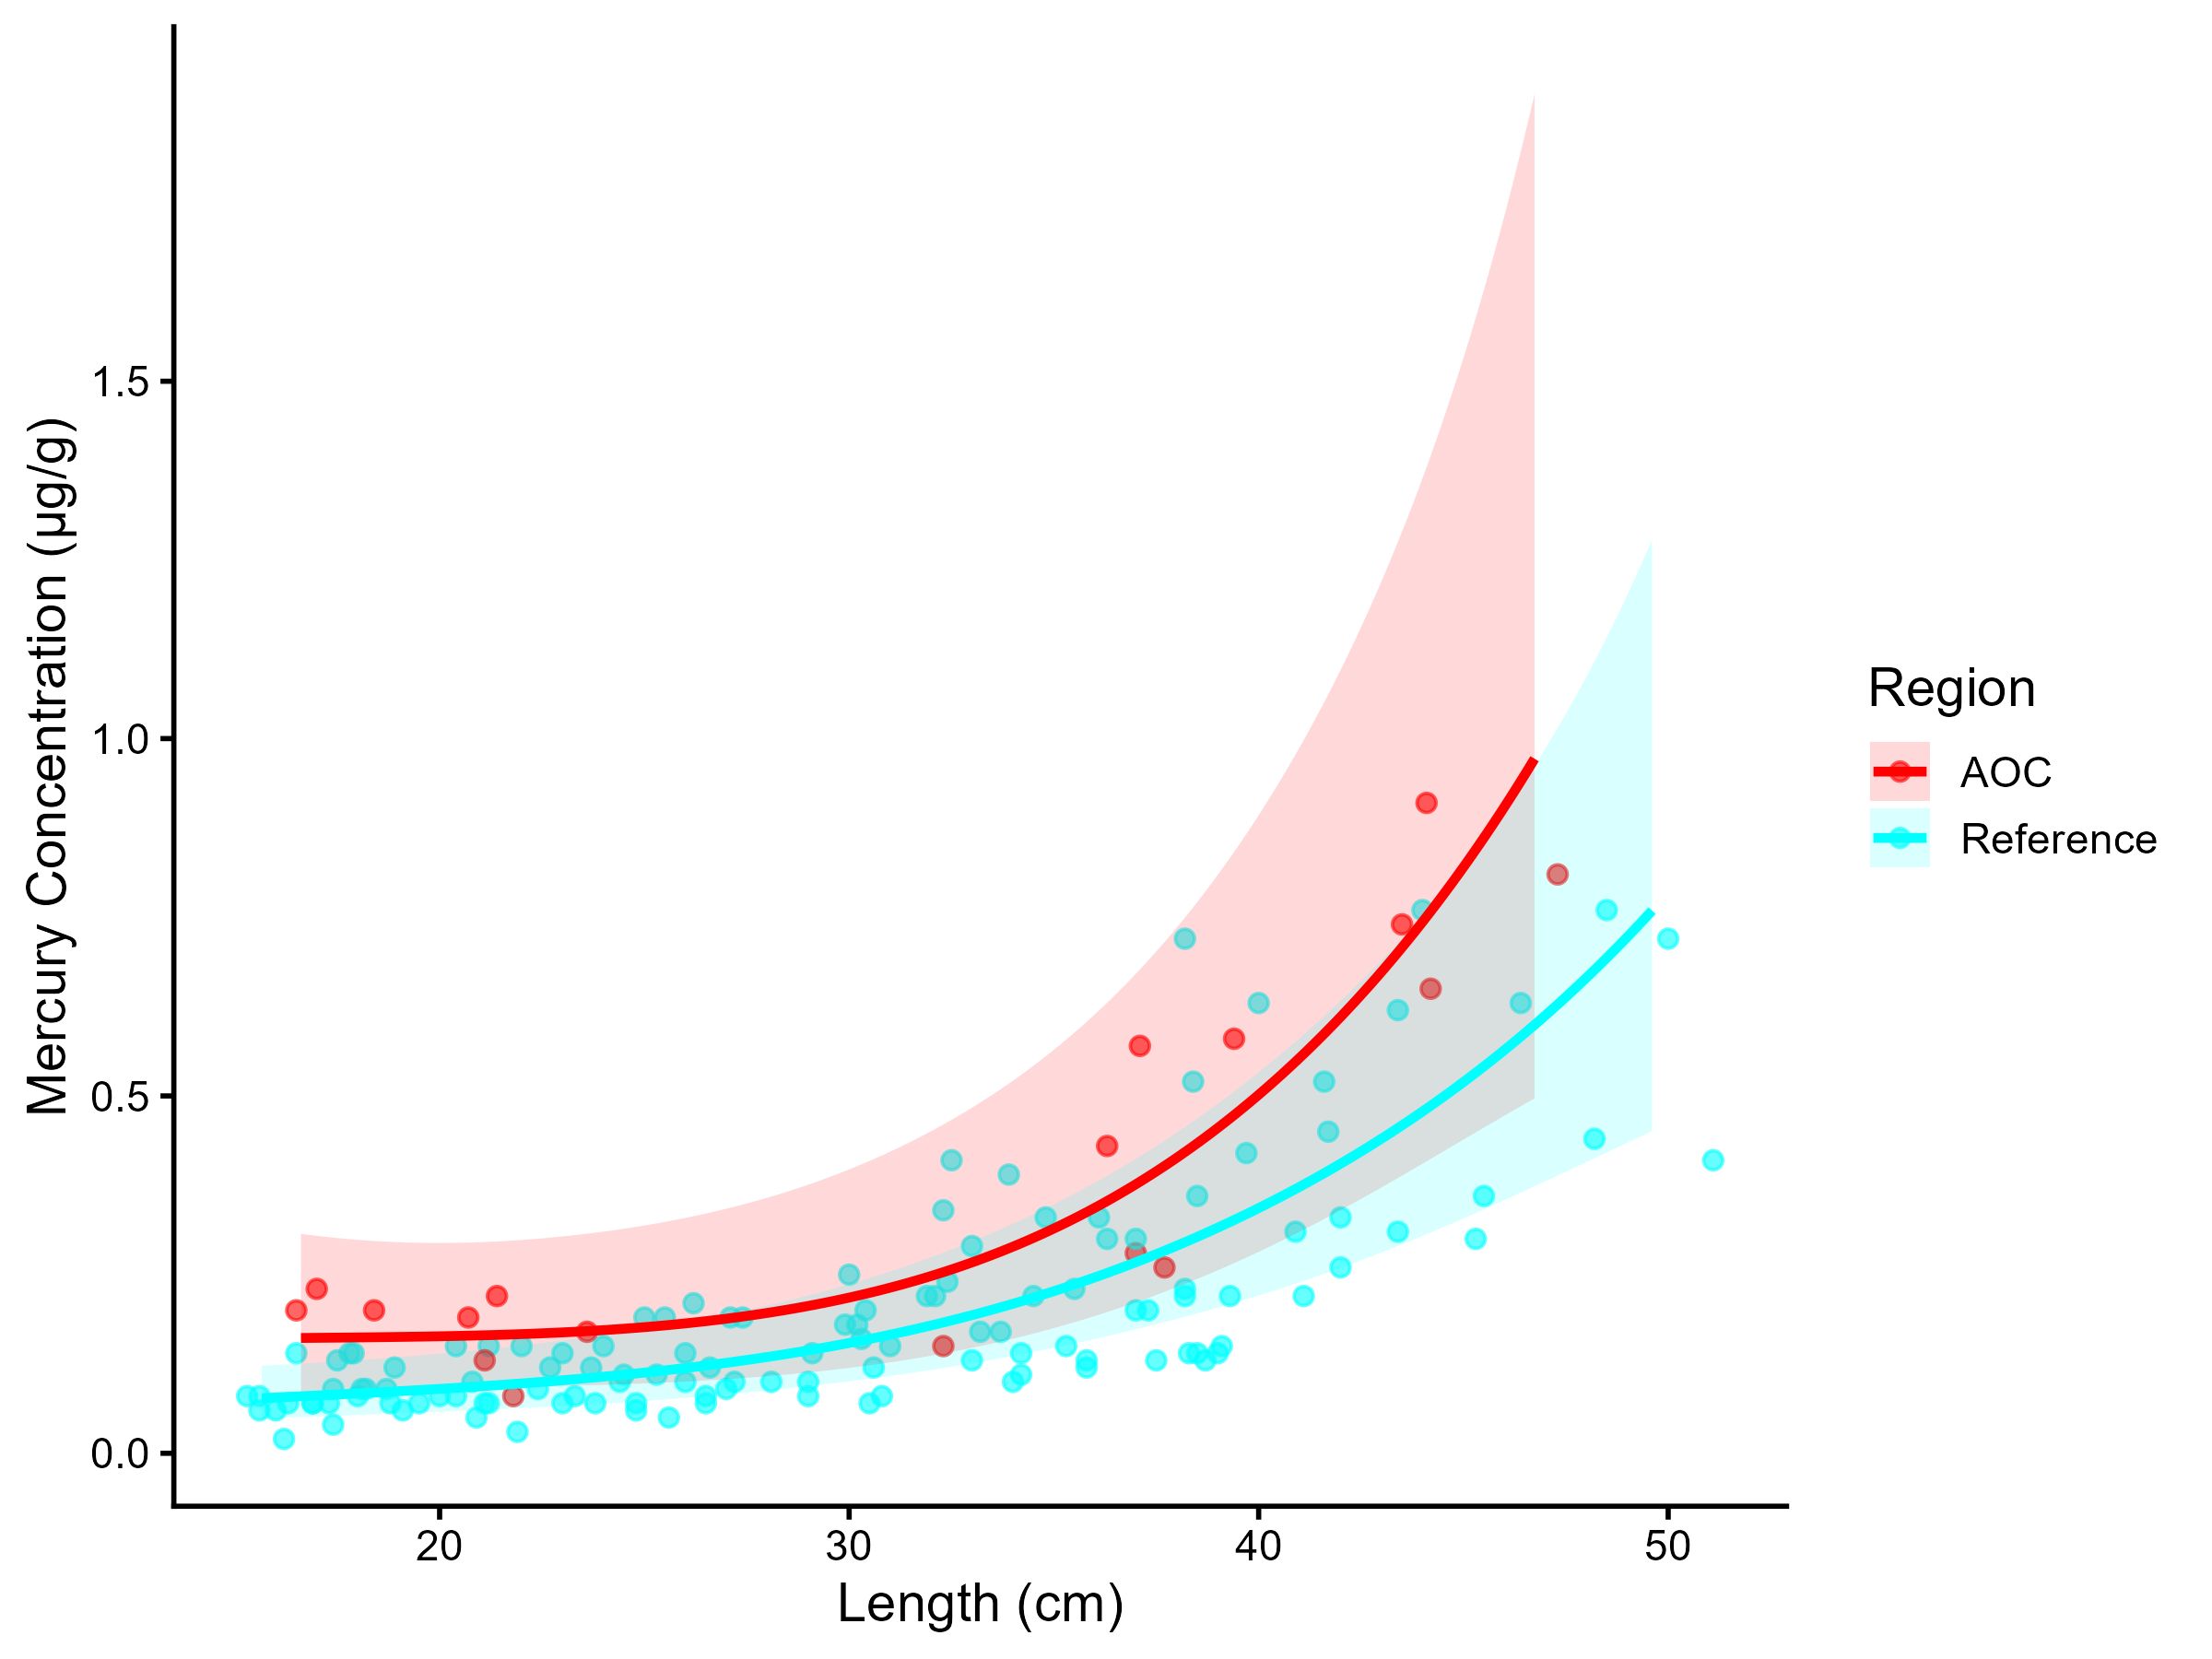 Mercury Concentration (µg/g)
1.5
1.0
0.5
0.0
20 30 40 50
Length (cm)
Region
AOC
Reference